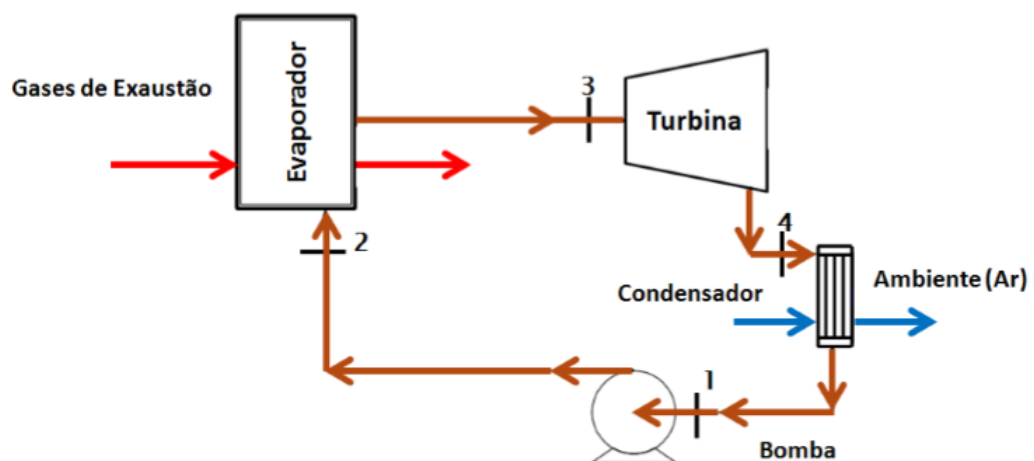 Gases de Exaustão
Evaporador
3
Turbina
2
4
Condensador
Ambiente (Ar)
1
Bomba